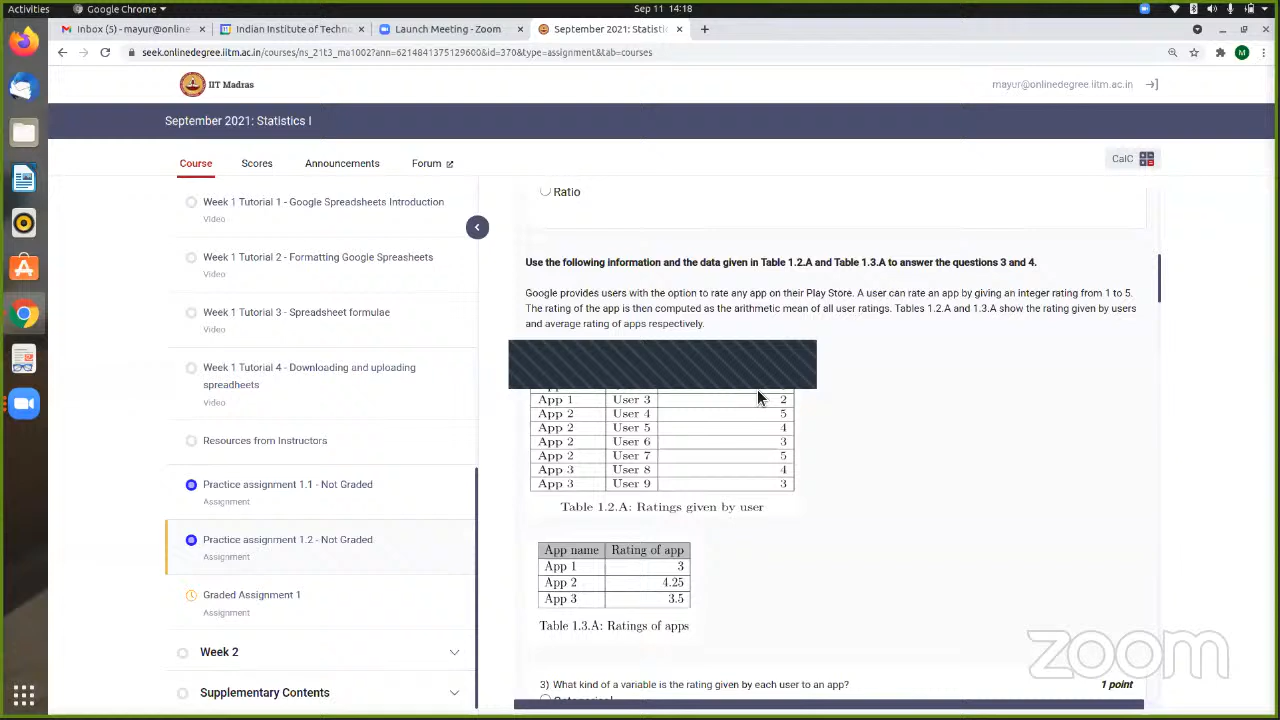 Activities
Google Chrome
Sep 11 14:18
Inbox (5) - mayur@online.
Indian Institute of Techno
Launch Meeting - Zoom
September 2021: Statistic
seek.onlinedegree.iitm.ac.in/courses/ns_21t3_ma1002?ann=6214841375129600&id=370&type=assignment&tab=courses
M
IIT Madras
mayur@onlinedegree.iitm.ac.in
September 2021: Statistics I
Course
Scores
Announcements
Forum
CalC
Week 1 Tutorial 1 - Google Spreadsheets Introduction
Video
Week 1 Tutorial 2 - Formatting Google Spreasheets
Video
Week 1 Tutorial 3 - Spreadsheet formulae
Video
Week 1 Tutorial 4 - Downloading and uploading
spreadheets
Video
Resources from Instructors
Practice assignment 1.1 - Not Graded
Assignment
Practice assignment 1.2 - Not Graded
Assignment
Graded Assignment 1
Assignment
Week 2
Supplementary Contents
Ratio
Use the following information and the data given in Table 1.2.A and Table 1.3.A to answer the questions 3 and 4.
Google provides users with the option to rate any app on their Play Store. A user can rate an app by giving an integer rating from 1 to 5.
The rating of the app is then computed as the arithmetic mean of all user ratings. Tables 1.2.A and 1.3.A show the rating given by users
and average rating of apps respectively.
App 1 User 3 2
App 2 User 4 5
App 2 User 5 4
App 2 User 6 3
App 2 User 7 5
App 3 User 8 4
App 3 User 9 3
Table 1.2.A: Ratings given by user
App name Rating of app
App 1 3
App 2 4.25
App 3 3.5
Table 1.3.A: Ratings of apps
3) What kind of a variable is the rating given by each user to an app?
1 point
zoom